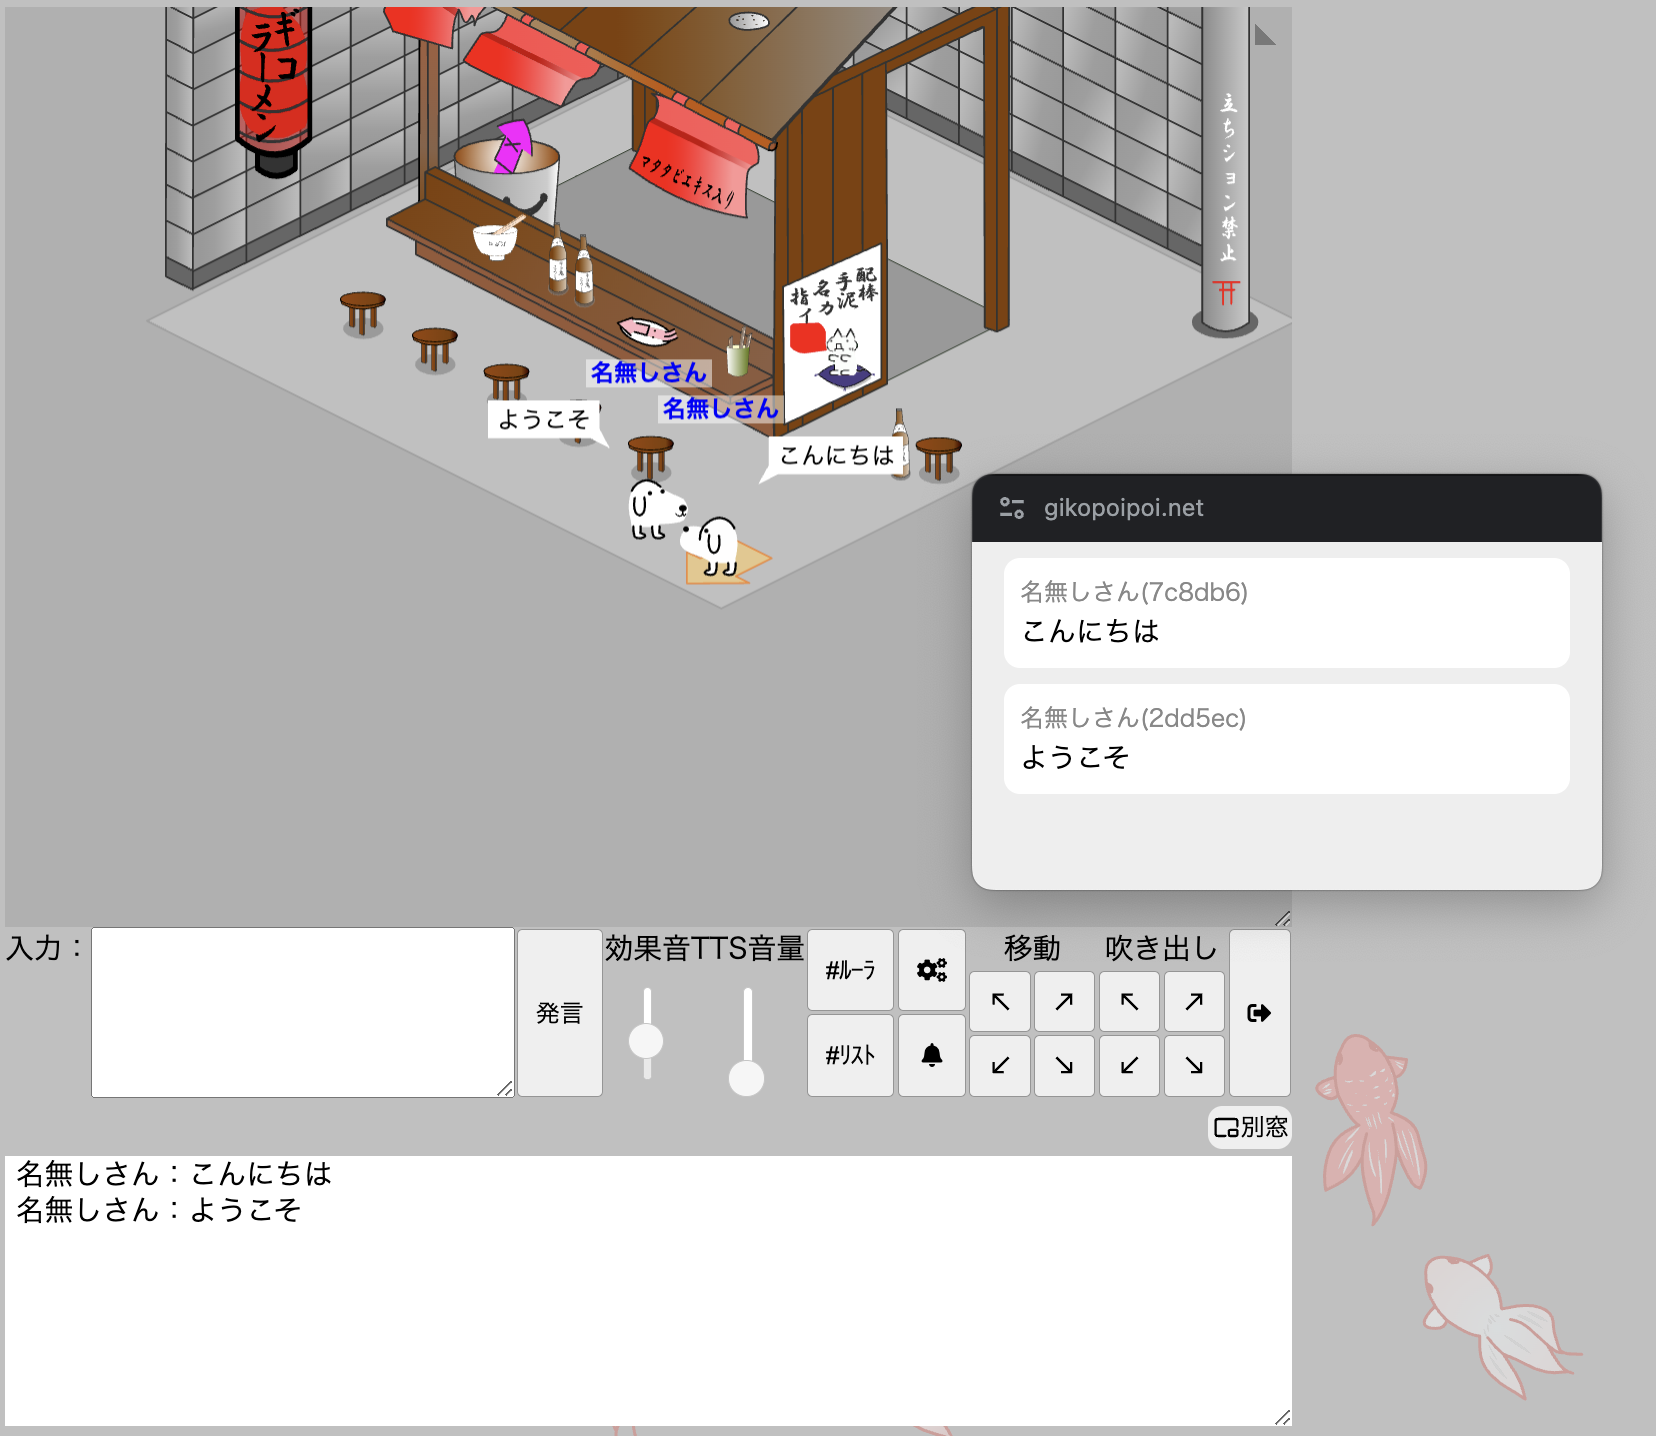 ギコ
ラーメン
マタタビエキス入り
立ちション禁止
配棒
手泥
名カ
指イ
名無しさん
名無しさん
ようこそ
こんにちは
gikopoipoi.net
名無しさん(7c8db6)
こんにちは
名無しさん(2dd5ec)
ようこそ
入力：
発言
効果音TTS音量
#ﾙｰﾗ
#ﾘｽﾄ
移動
吹き出し
別窓
名無しさん：こんにちは
名無しさん：ようこそ